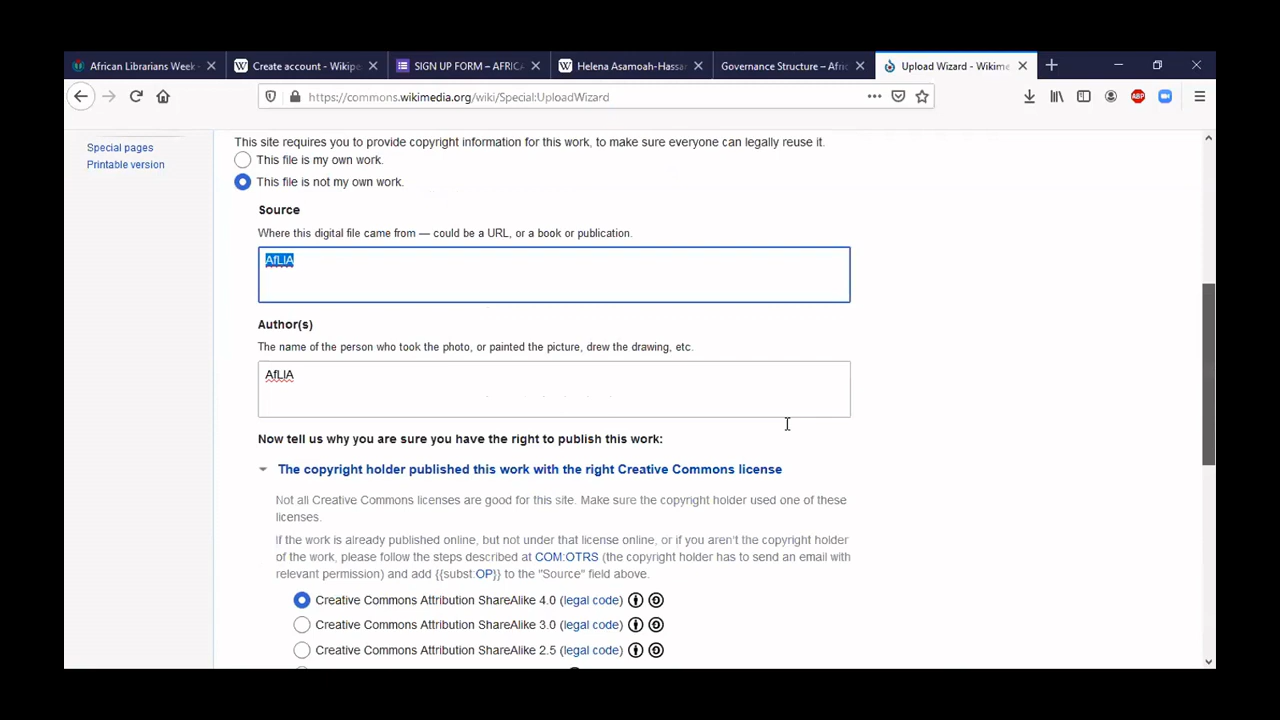 African Librarians Week -
Create account - Wikipe
SIGN UP FORM – AFRICA
Helena Asamoah-Hassan
Governance Structure – Afric
Upload Wizard - Wikime
https://commons.wikimedia.org/wiki/Special:UploadWizard
ABP
Special pages
Printable version
This site requires you to provide copyright information for this work, to make sure everyone can legally reuse it.
This file is my own work.
This file is not my own work.
Source
Where this digital file came from — could be a URL, or a book or publication.
AfLIA
Author(s)
The name of the person who took the photo, or painted the picture, drew the drawing, etc.
AfLIA
Now tell us why you are sure you have the right to publish this work:
The copyright holder published this work with the right Creative Commons license
Not all Creative Commons licenses are good for this site. Make sure the copyright holder used one of these
licenses.
If the work is already published online, but not under that license online, or if you aren't the copyright holder
of the work, please follow the steps described at COM:OTRS (the copyright holder has to send an email with
relevant permission) and add {{subst:OP}} to the "Source" field above.
Creative Commons Attribution ShareAlike 4.0 (legal code)
Creative Commons Attribution ShareAlike 3.0 (legal code)
Creative Commons Attribution ShareAlike 2.5 (legal code)